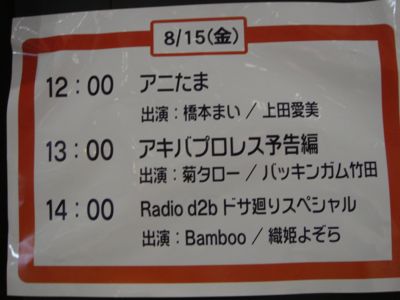 8/15(金)
12:00 アニたま
出演:橋本まい / 上田愛美
13:00 アキバプロレス予告編
出演:菊タロー / バッキンガム竹田
14:00 Radio d2b ドサ廻りスペシャル
出演:Bamboo / 織姫よぞら